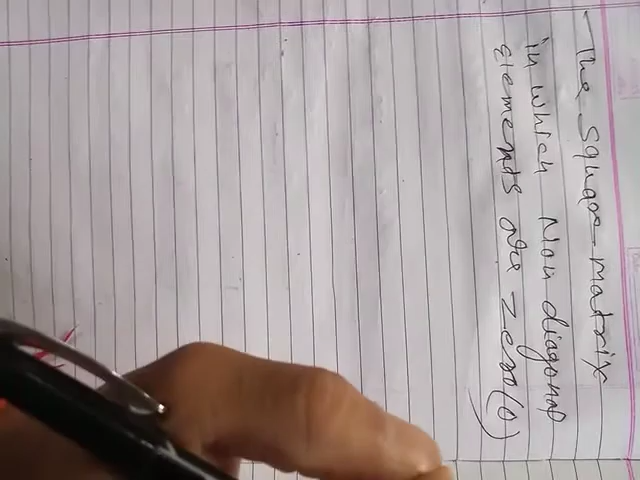 The Square matrix
in which Non diagonal
elements are zero(0)